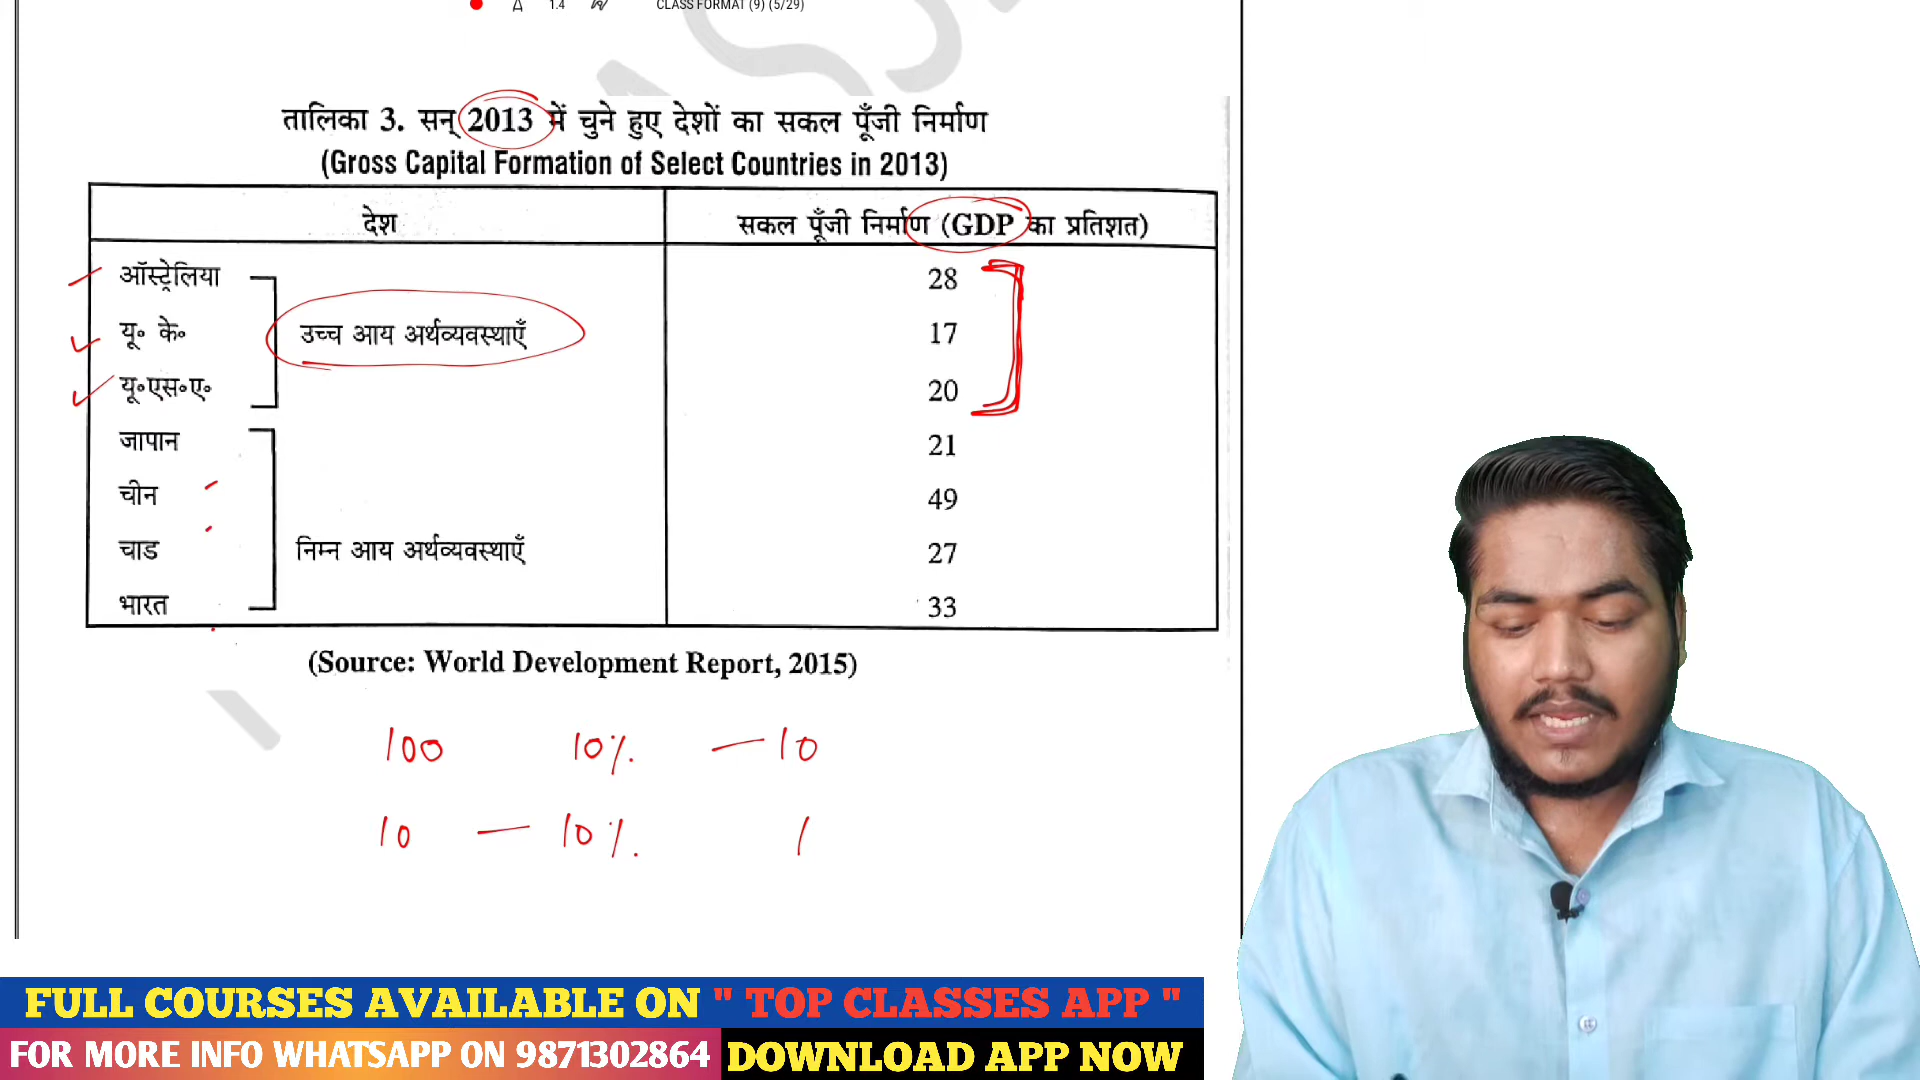 1.4 CLASS FORMAT (9) (5/29)
तालिका 3. सन् 2013 में चुने हुए देशों का सकल पूँजी निर्माण
(Gross Capital Formation of Select Countries in 2013)
देश सकल पूँजी निर्माण (GDP का प्रतिशत)
ऑस्ट्रेलिया 28
यू॰ के॰ उच्च आय अर्थव्यवस्थाएँ 17
यू॰एस॰ए॰ 20
जापान 21
चीन 49
चाड निम्न आय अर्थव्यवस्थाएँ 27
भारत 33
(Source: World Development Report, 2015)
100 10% — 10
10 — 10% 1
FULL COURSES AVAILABLE ON " TOP CLASSES APP "
FOR MORE INFO WHATSAPP ON 9871302864 DOWNLOAD APP NOW